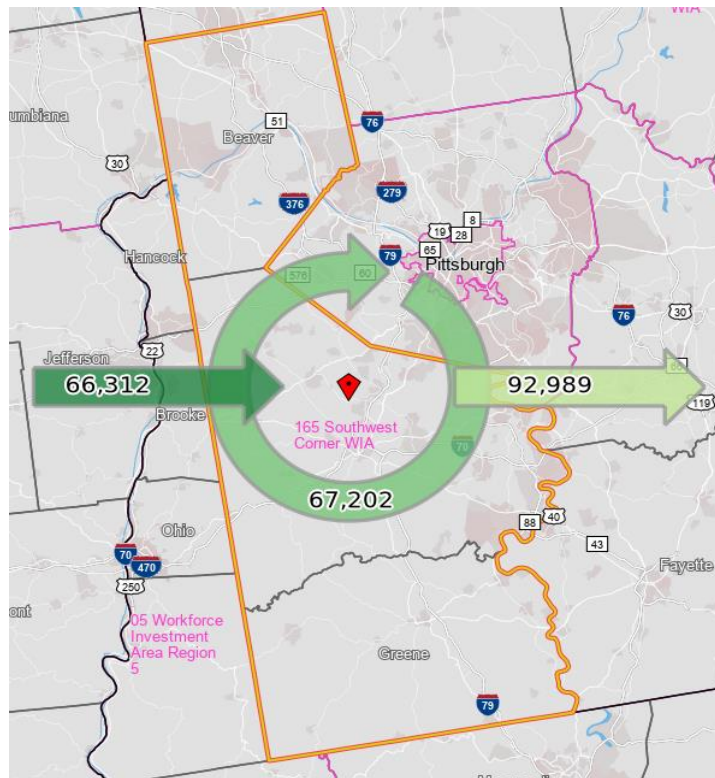 WIA
umbiana
51
76
Beaver
30
279
376
8
19
28
65
79
Pittsburgh
Hancock
576
60
76
30
Jefferson
22
66,312
92,989
119
Brooke
165 Southwest
Corner WIA
70
67,202
88
40
Ohio
43
70
470
250
Fayette
ont
05 Workforce
Investment
Area Region
5
Greene
79